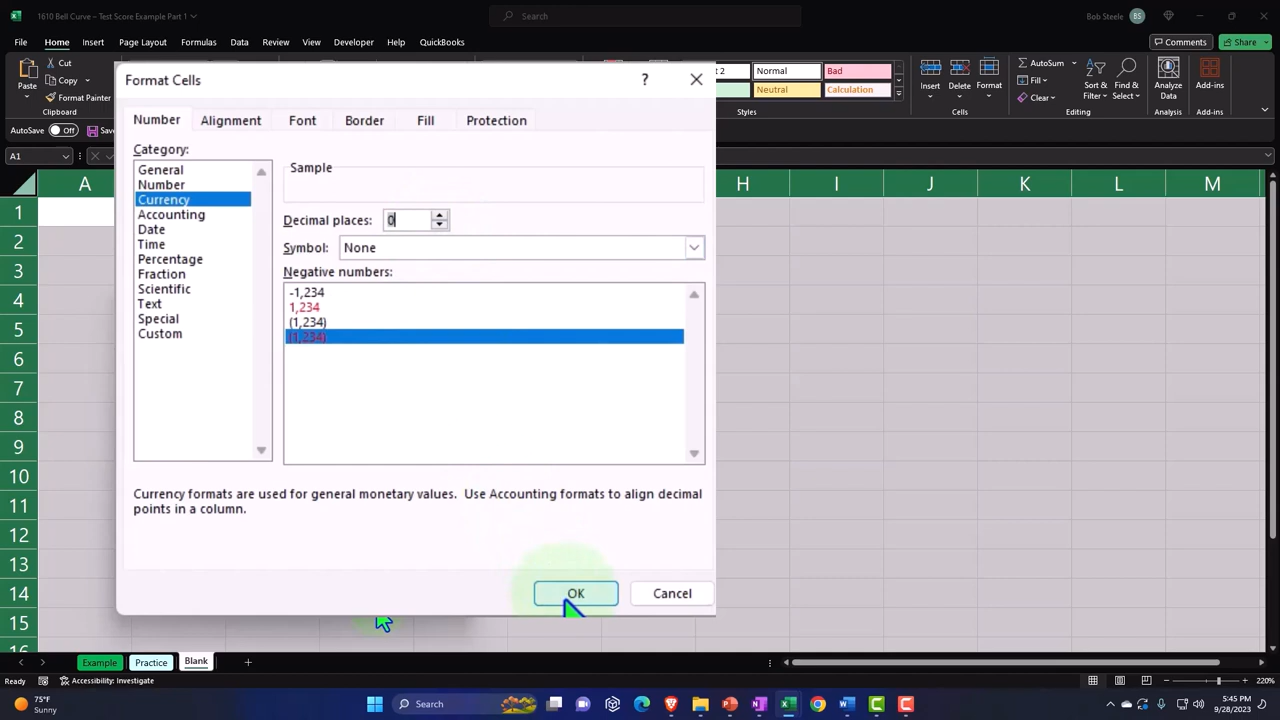 1610 Bell Curve – Test Score Example Part 1
Search
Bob Steele
BS
File Home Insert Page Layout Formulas Data Review View Developer Help QuickBooks
Comments
Share
Paste
Cut
Copy
Format Painter
Clipboard
Normal
Bad
Neutral
Calculation
Styles
Insert
Delete
Format
Cells
AutoSum
Fill
Clear
Sort & Filter
Find & Select
Editing
Analyze Data
Analysis
Add-ins
Add-ins
AutoSave Off
A1
A H I J K L M
1
2
3
4
5
6
7
8
9
10
11
12
13
14
15
16
Format Cells
?
Number Alignment Font Border Fill Protection
Category:
General
Number
Currency
Accounting
Date
Time
Percentage
Fraction
Scientific
Text
Special
Custom
Sample
Decimal places: 0
Symbol: None
Negative numbers:
-1,234
1,234
(1,234)
(1,234)
Currency formats are used for general monetary values. Use Accounting formats to align decimal
points in a column.
OK
Cancel
Example Practice Blank
Ready
Accessibility: Investigate
220%
75°F
Sunny
Search
5:45 PM
9/28/2023